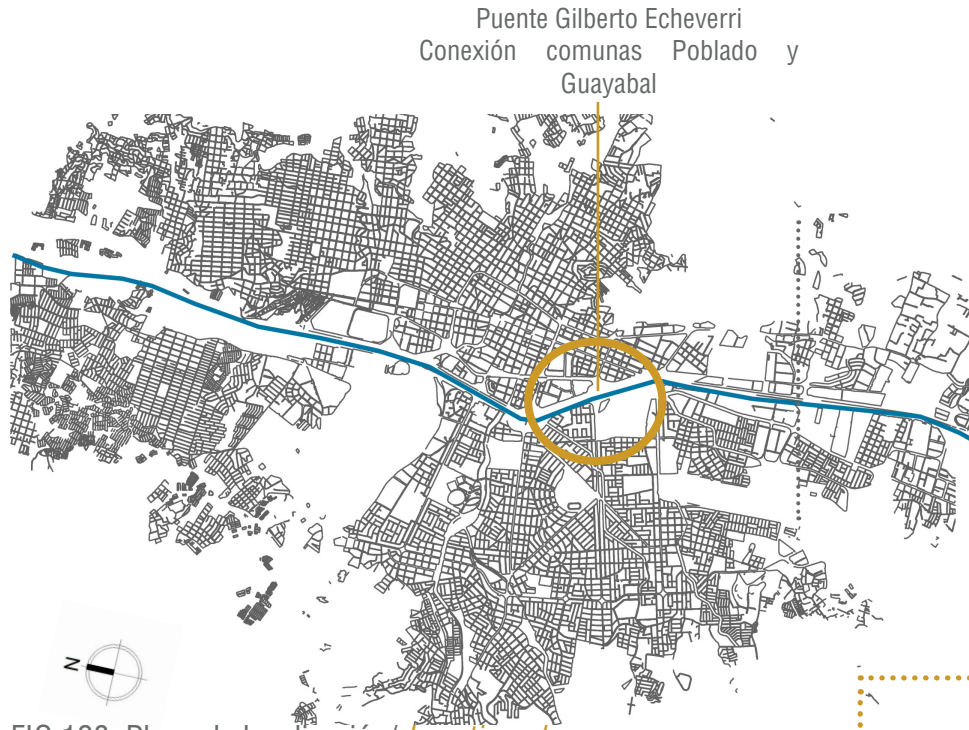 Puente Gilberto Echeverri
Conexión comunas Poblado y
Guayabal
N